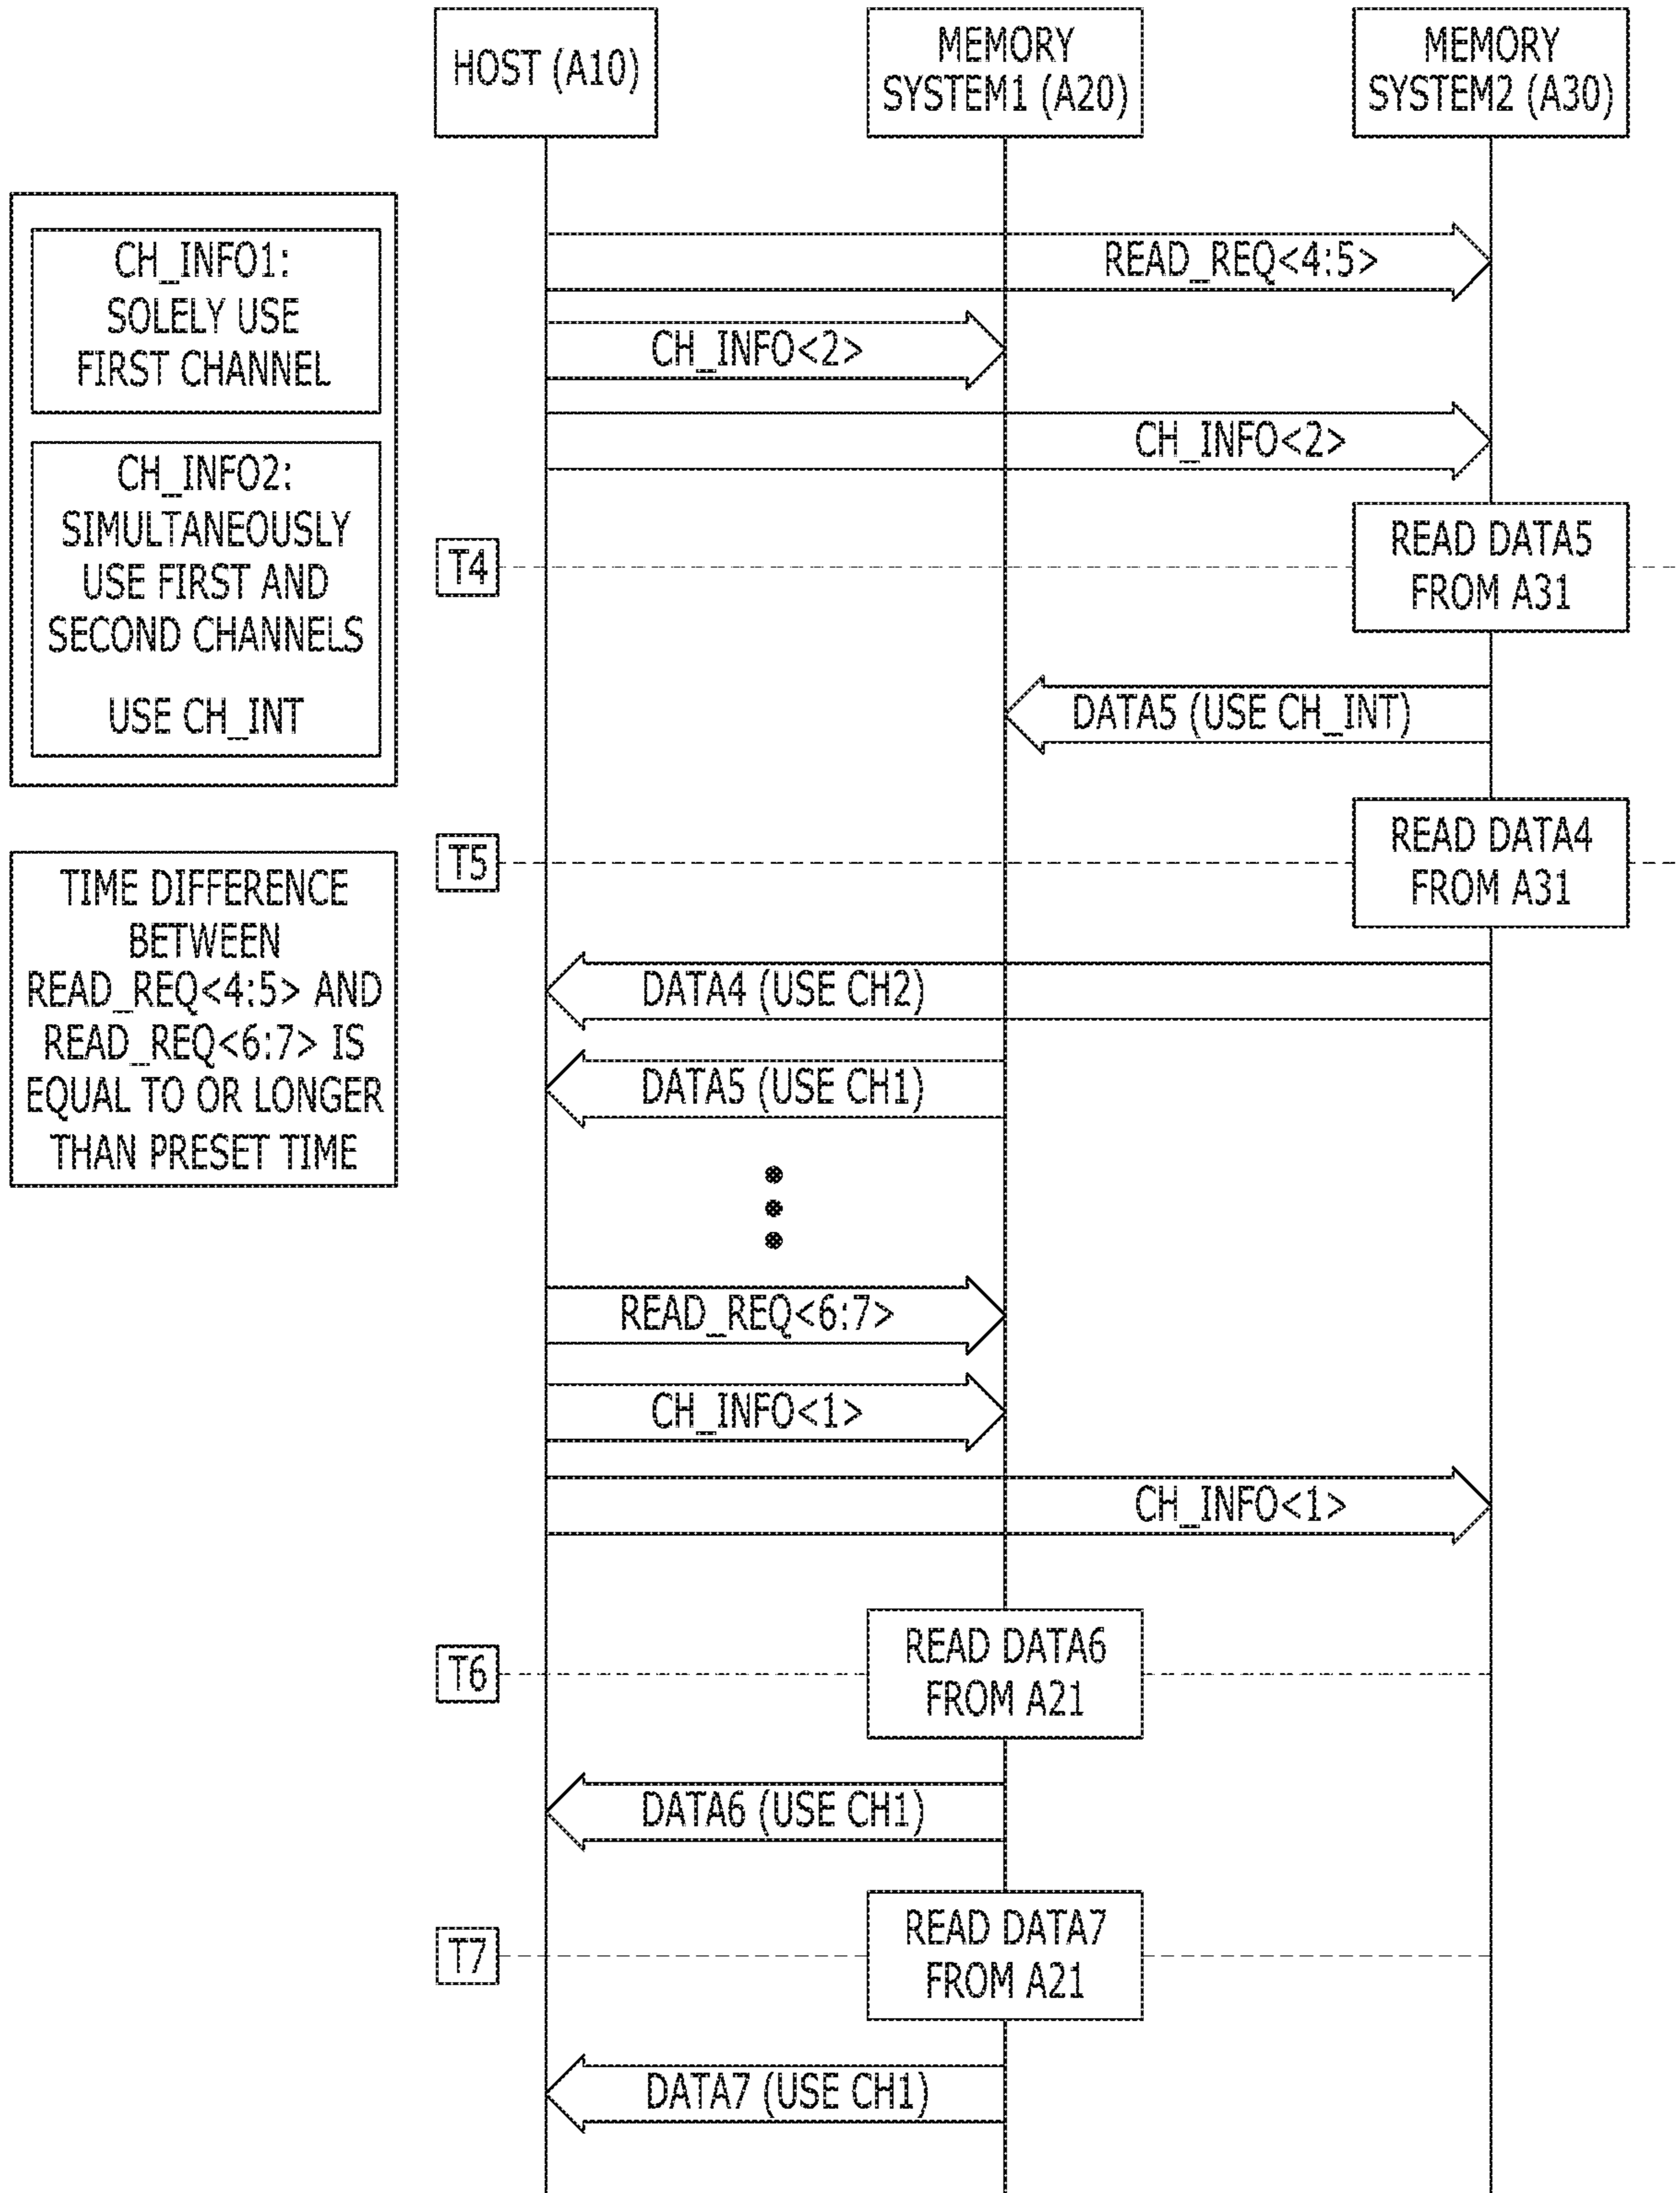 HOST (A10)
MEMORY
SYSTEM1 (A20)
MEMORY
SYSTEM2 (A30)
CH_INFO1:
SOLELY USE
FIRST CHANNEL
CH_INFO2:
SIMULTANEOUSLY
USE FIRST AND
SECOND CHANNELS
USE CH_INT
TIME DIFFERENCE
BETWEEN
READ_REQ<4:5> AND
READ_REQ<6:7> IS
EQUAL TO OR LONGER
THAN PRESET TIME
READ_REQ<4:5>
CH_INFO<2>
CH_INFO<2>
T4
READ DATA5
FROM A31
DATA5 (USE CH_INT)
T5
READ DATA4
FROM A31
DATA4 (USE CH2)
DATA5 (USE CH1)
READ_REQ<6:7>
CH_INFO<1>
CH_INFO<1>
T6
READ DATA6
FROM A21
DATA6 (USE CH1)
T7
READ DATA7
FROM A21
DATA7 (USE CH1)